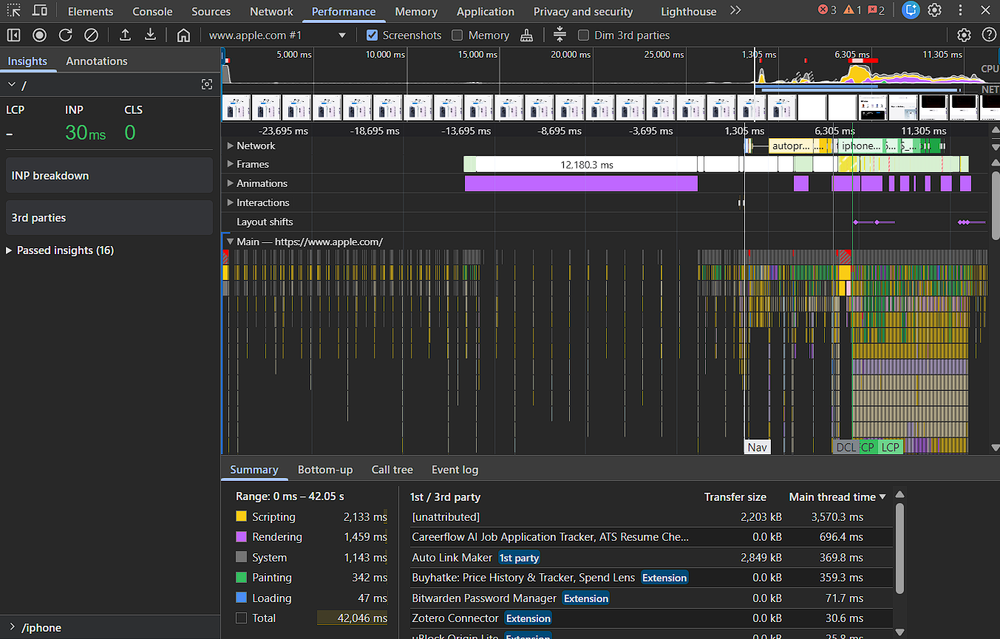 Elements Console Sources Network Performance Memory Application Privacy and security Lighthouse 3 1 2
www.apple.com #1 Screenshots Memory Dim 3rd parties
Insights Annotations
/
LCP INP CLS
- 30ms 0
INP breakdown
3rd parties
Passed insights (16)
/iphone
5,000 ms 10,000 ms 15,000 ms 20,000 ms 25,000 ms 1,305 ms 6,305 ms 11,305 ms
CPU
NET
-23,695 ms -18,695 ms -13,695 ms -8,695 ms -3,695 ms 1,305 ms 6,305 ms 11,305 ms
Network autopr... iphone...
Frames 12,180.3 ms
Animations
Interactions
Layout shifts
Main — https://www.apple.com/
Nav DCL CP LCP
Summary Bottom-up Call tree Event log
Range: 0 ms – 42.05 s
Scripting 2,133 ms
Rendering 1,459 ms
System 1,143 ms
Painting 342 ms
Loading 47 ms
Total 42,046 ms
1st / 3rd party Transfer size Main thread time
[unattributed] 2,203 kB 3,570.3 ms
Careerflow AI Job Application Tracker, ATS Resume Che... 0.0 kB 696.4 ms
Auto Link Maker 1st party 2,849 kB 369.8 ms
Buyhatke: Price History & Tracker, Spend Lens Extension 0.0 kB 359.3 ms
Bitwarden Password Manager Extension 0.0 kB 71.7 ms
Zotero Connector Extension 0.0 kB 30.6 ms
uBlock Origin Lite Extension 0.0 kB 25.8 ms